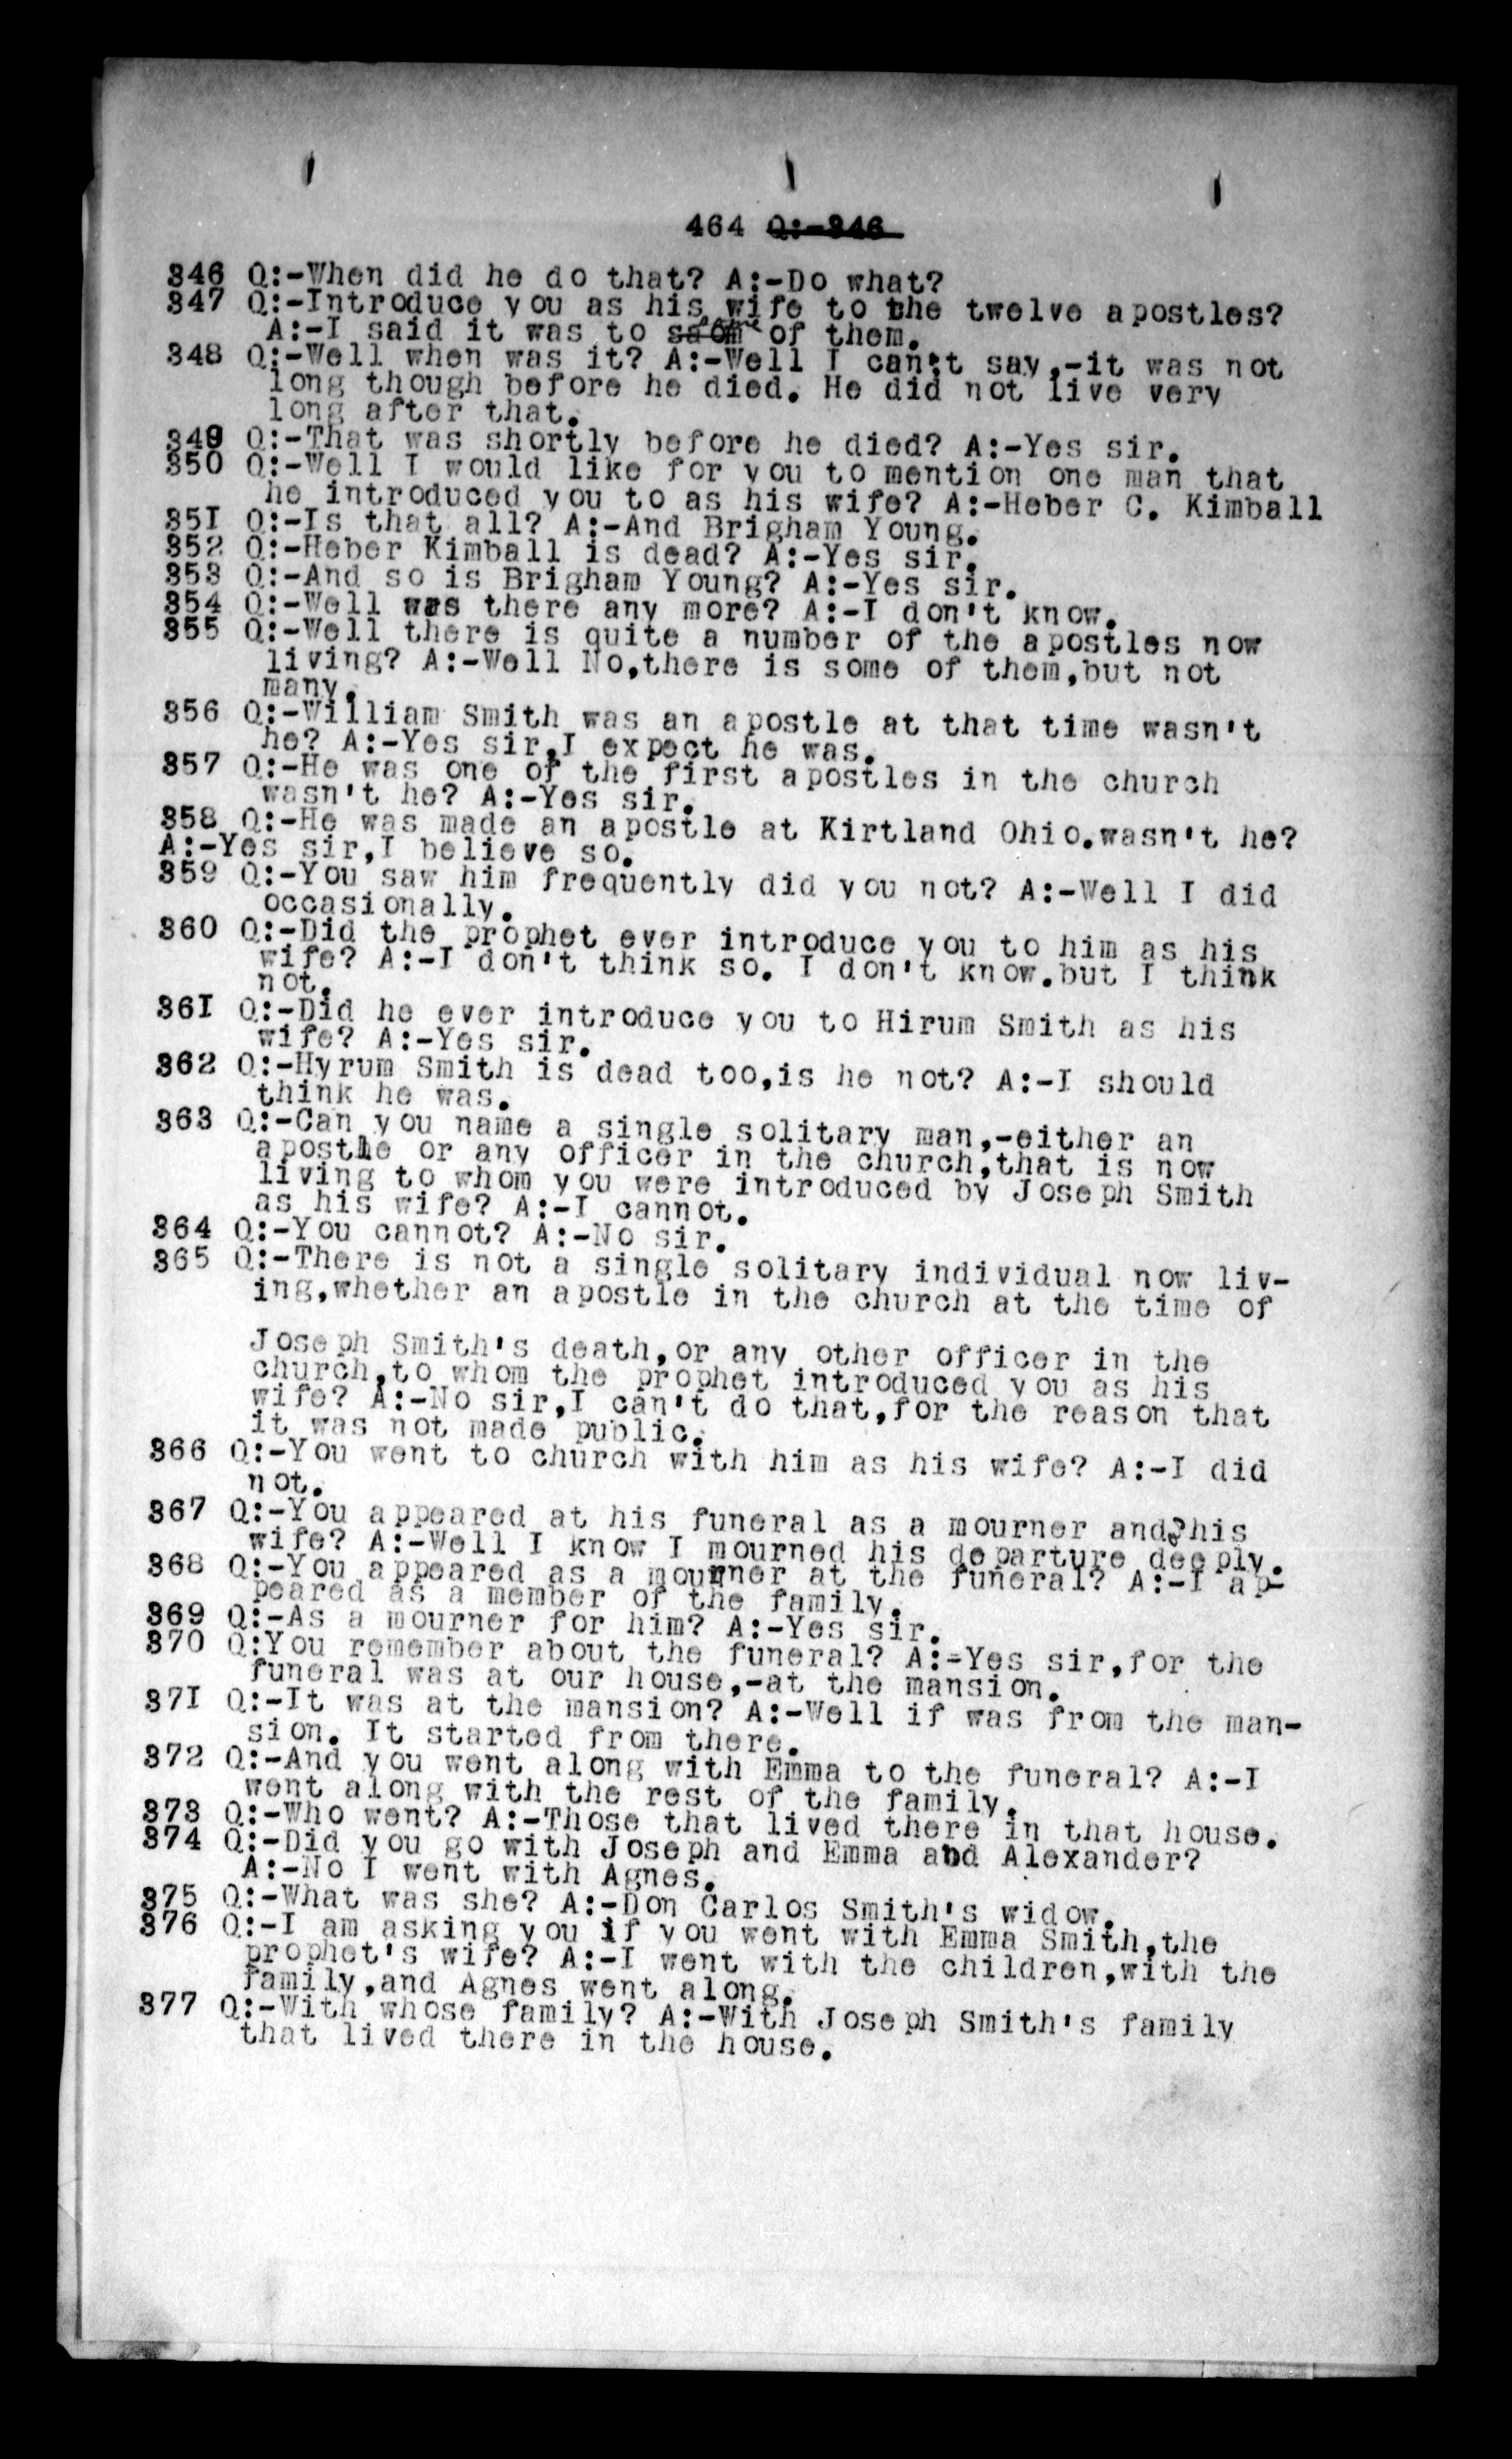 464 Q:-346
346 Q:-When did he do that? A:-Do what?
347 Q:-Introduce you as his wife to the twelve apostles?
A:-I said it was to some of them.
348 Q:-Well when was it? A:-Well I can't say,-it was not
long though before he died. He did not live very
long after that.
349 Q:-That was shortly before he died? A:-Yes sir.
350 Q:-Well I would like for you to mention one man that
he introduced you to as his wife? A:-Heber C. Kimball
351 Q:-Is that all? A:-And Brigham Young.
352 Q:-Heber Kimball is dead? A:-Yes sir.
353 Q:-And so is Brigham Young? A:-Yes sir.
354 Q:-Well was there any more? A:-I don't know.
355 Q:-Well there is quite a number of the apostles now
living? A:-Well No,there is some of them,but not
many.
356 Q:-William Smith was an apostle at that time wasn't
he? A:-Yes sir,I expect he was.
357 Q:-He was one of the first apostles in the church
wasn't he? A:-Yes sir.
358 Q:-He was made an apostle at Kirtland Ohio.wasn't he?
A:-Yes sir,I believe so.
359 Q:-You saw him frequently did you not? A:-Well I did
occasionally.
360 Q:-Did the prophet ever introduce you to him as his
wife? A:-I don't think so. I don't know.but I think
not.
361 Q:-Did he ever introduce you to Hirum Smith as his
wife? A:-Yes sir.
362 Q:-Hyrum Smith is dead too,is he not? A:-I should
think he was.
363 Q:-Can you name a single solitary man,-either an
apostle or any officer in the church,that is now
living to whom you were introduced by Joseph Smith
as his wife? A:-I cannot.
364 Q:-You cannot? A:-No sir.
365 Q:-There is not a single solitary individual now liv-
ing,whether an apostle in the church at the time of
Joseph Smith's death,or any other officer in the
church,to whom the prophet introduced you as his
wife? A:-No sir,I can't do that,for the reason that
it was not made public.
366 Q:-You went to church with him as his wife? A:-I did
not.
367 Q:-You appeared at his funeral as a mourner and his
wife? A:-Well I know I mourned his departure deeply.
368 Q:-You appeared as a mourner at the funeral? A:-I ap-
peared as a member of the family.
369 Q:-As a mourner for him? A:-Yes sir.
370 Q:You remember about the funeral? A:-Yes sir,for the
funeral was at our house,-at the mansion.
371 Q:-It was at the mansion? A:-Well if was from the man-
sion. It started from there.
372 Q:-And you went along with Emma to the funeral? A:-I
went along with the rest of the family.
373 Q:-Who went? A:-Those that lived there in that house.
374 Q:-Did you go with Joseph and Emma and Alexander?
A:-No I went with Agnes.
375 Q:-What was she? A:-Don Carlos Smith's widow.
376 Q:-I am asking you if you went with Emma Smith,the
prophet's wife? A:-I went with the children,with the
family,and Agnes went along.
377 Q:-With whose family? A:-With Joseph Smith's family
that lived there in the house.